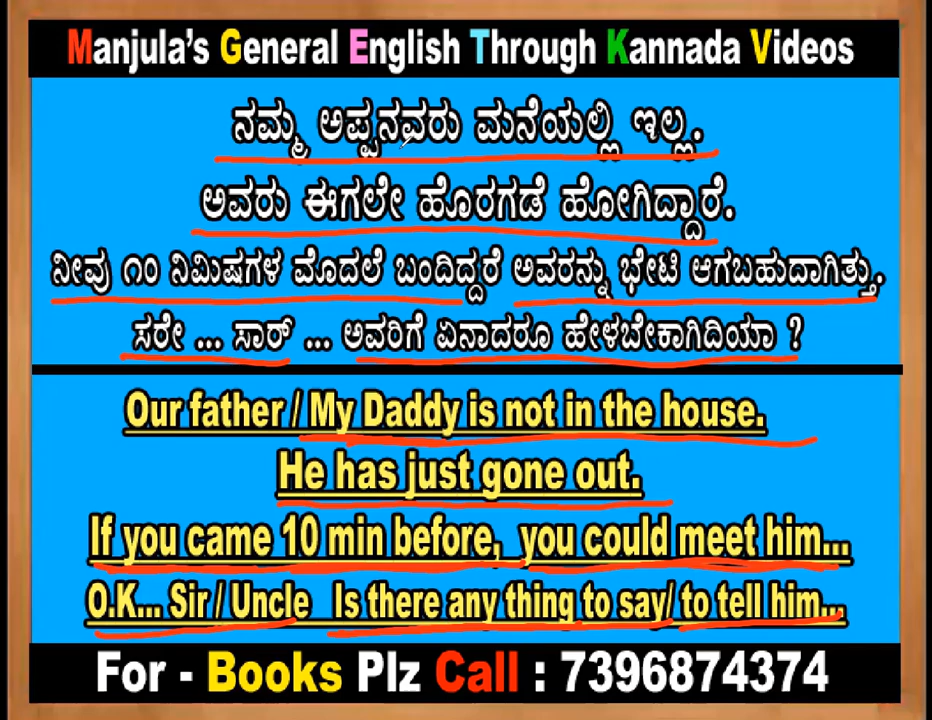 Manjula's General English Through Kannada Videos
ನಮ್ಮ ಅಪ್ಪನವರು ಮನೆಯಲ್ಲಿ ಇಲ್ಲ.
ಅವರು ಈಗಲೇ ಹೊರಗಡೆ ಹೋಗಿದ್ದಾರೆ.
ನೀವು ೧೦ ನಿಮಿಷಗಳ ಮೊದಲೆ ಬಂದಿದ್ದರೆ ಅವರನ್ನು ಭೇಟಿ ಆಗಬಹುದಾಗಿತ್ತು.
ಸರೇ ... ಸಾರ್ ... ಅವರಿಗೆ ಏನಾದರೂ ಹೇಳಬೇಕಾಗಿದಿಯಾ ?
Our father / My Daddy is not in the house.
He has just gone out.
If you came 10 min before, you could meet him...
O.K... Sir / Uncle Is there any thing to say/ to tell him...
For - Books Plz Call : 7396874374